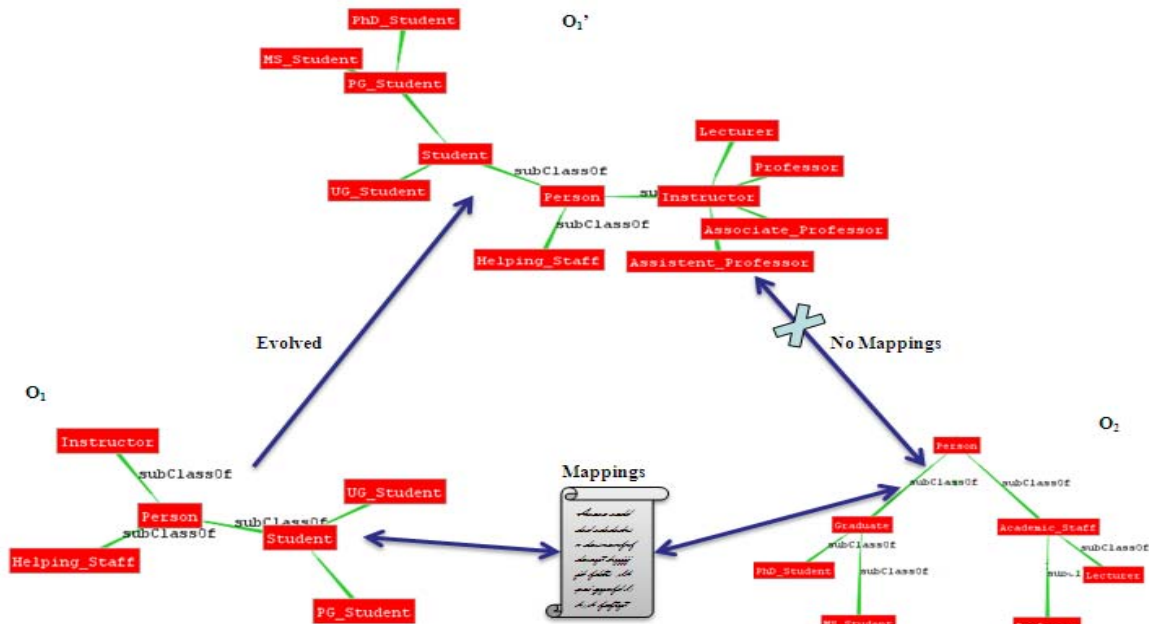 PhD_Student
O₁’
MS_Student
PG_Student
Lecturer
Student
Professor
subClassOf
UG_Student
Person
Instructor
subClassOf
Associate_Professor
Helping_Staff
Assistent_Professor
Evolved
No Mappings
O₁
O₂
Instructor
Person
subClassOf
Mappings
subClassOf
subClassOf
UG_Student
Person
subClassOf
Graduate
Academic_Staff
subClassOf
Student
subClassOf
subClassOf
Helping_Staff
PhD_Student
subClassOf
Lecturer
PG_Student
MS_Student